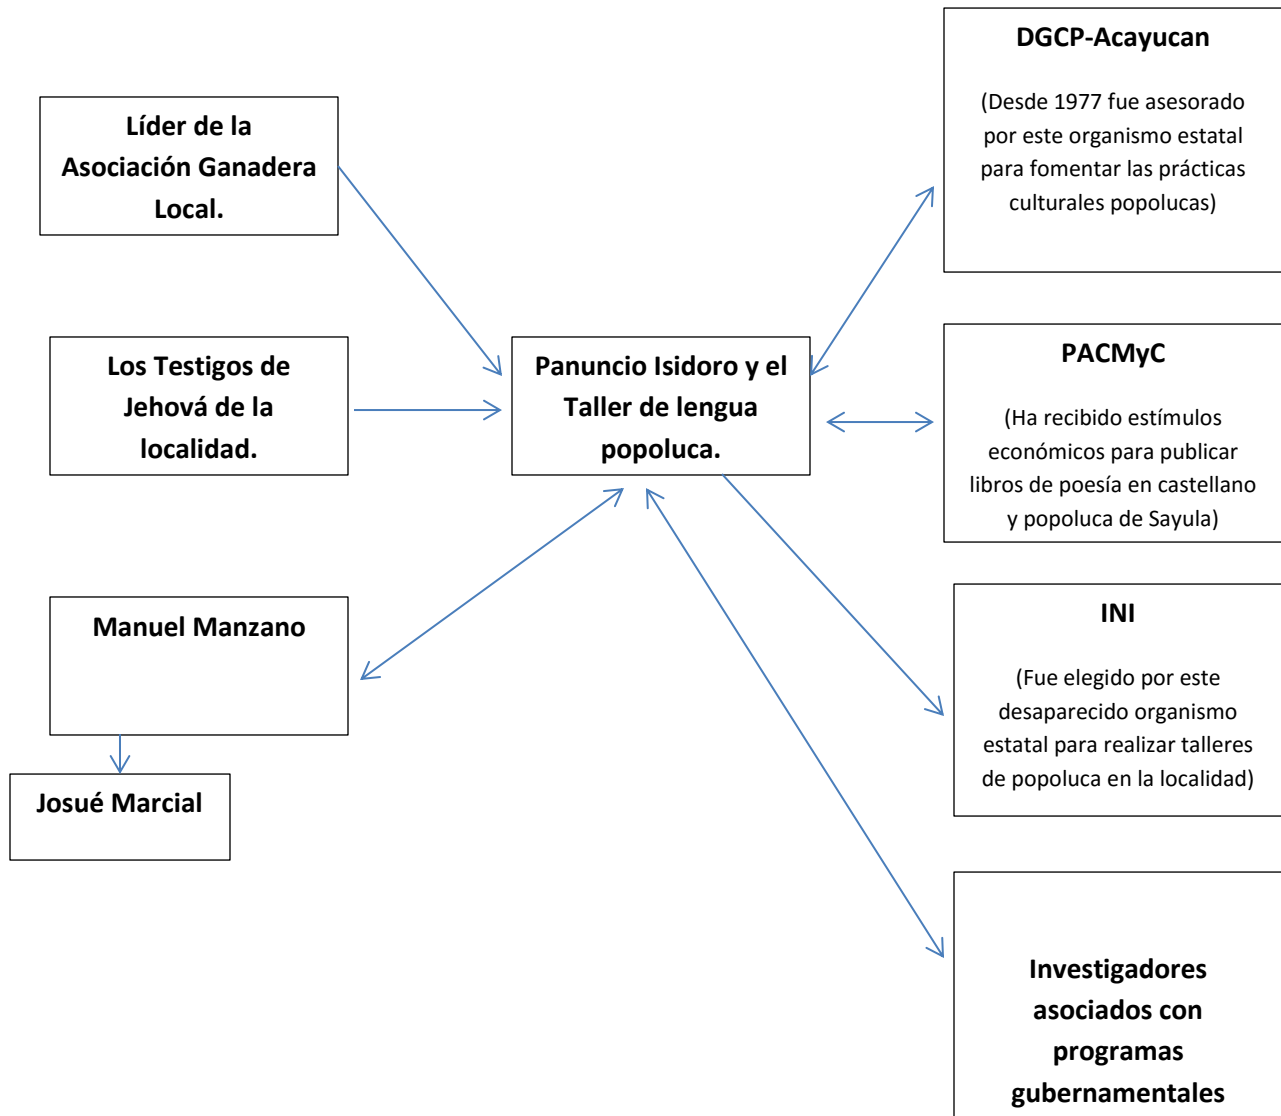 Líder de la
Asociación Ganadera
Local.
Los Testigos de
Jehová de la
localidad.
Manuel Manzano
Josué Marcial
Panuncio Isidoro y el
Taller de lengua
popoluca.
DGCP-Acayucan
(Desde 1977 fue asesorado
por este organismo estatal
para fomentar las prácticas
culturales popolucas)
PACMyC
(Ha recibido estímulos
económicos para publicar
libros de poesía en castellano
y popoluca de Sayula)
INI
(Fue elegido por este
desaparecido organismo
estatal para realizar talleres
de popoluca en la localidad)
Investigadores
asociados con
programas
gubernamentales